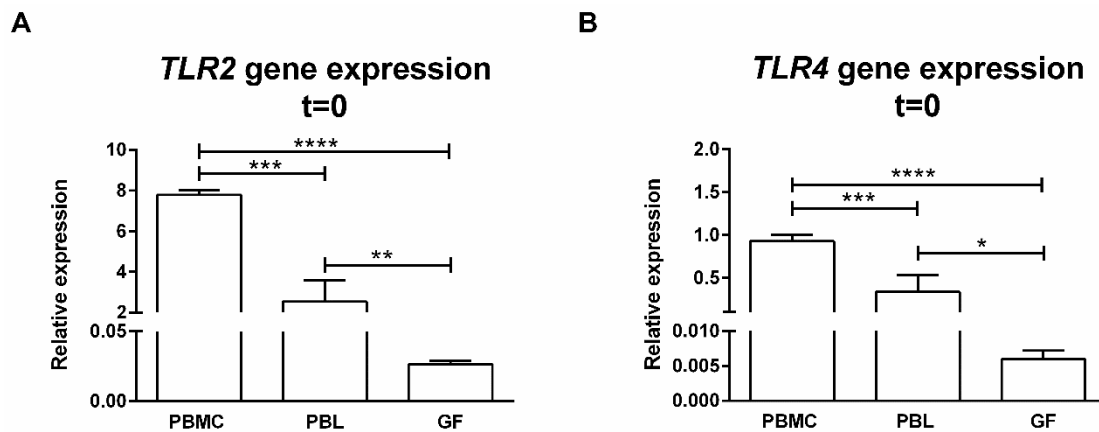 A
TLR2 gene expression
t=0
Relative expression
10
8
6
4
2
0.05
0.00
****
***
**
PBMC PBL GF
B
TLR4 gene expression
t=0
Relative expression
2.0
1.5
1.0
0.5
0.010
0.005
0.000
****
***
*
PBMC PBL GF